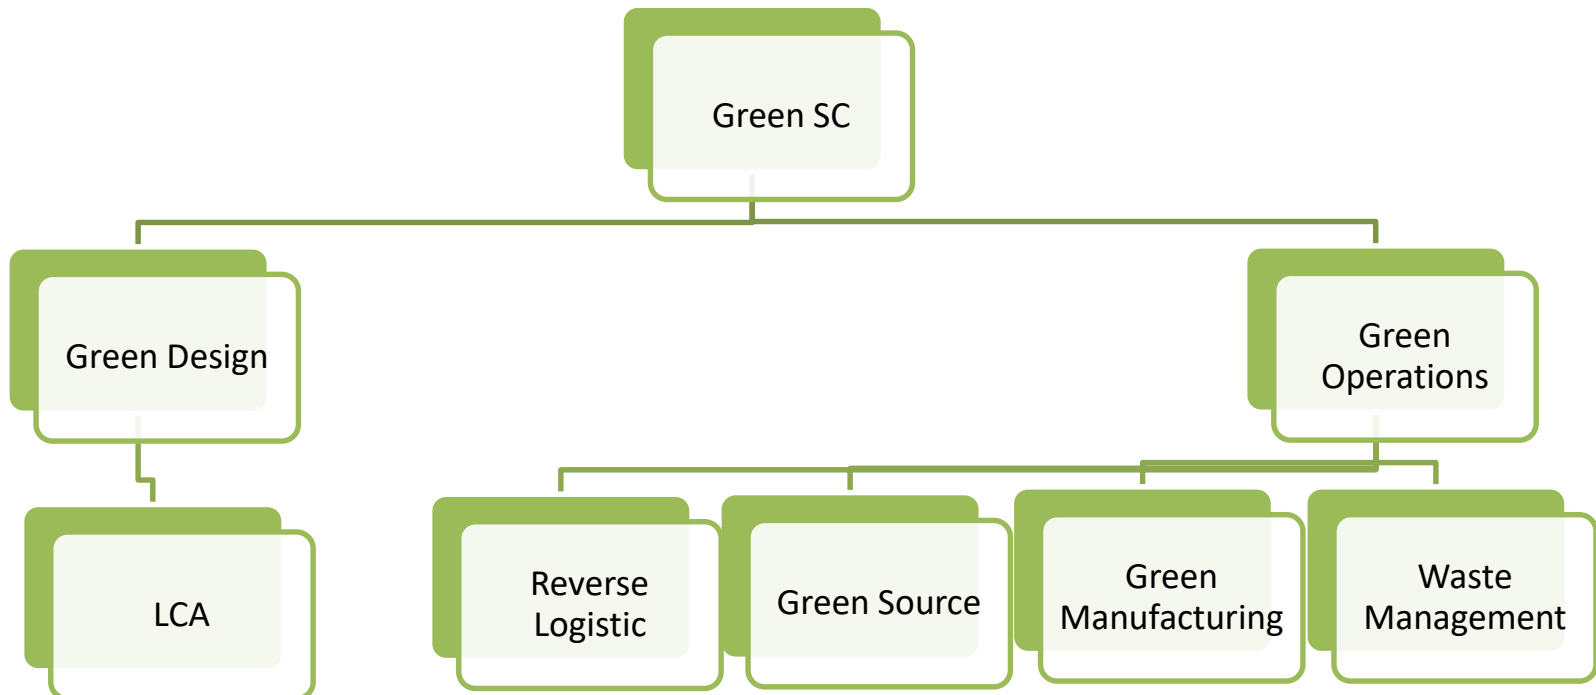 Green SC
Green Design
Green
Operations
LCA
Reverse
Logistic
Green Source
Green
Manufacturing
Waste
Management